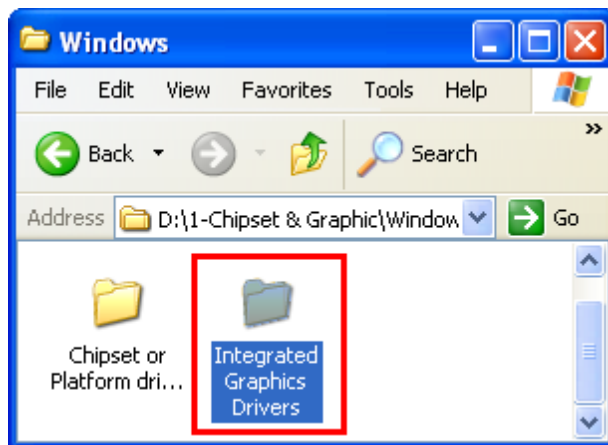 Windows
File Edit View Favorites Tools Help
Back Search »
Address D:\1-Chipset & Graphic\Window Go
Chipset or
Platform dri...
Integrated
Graphics
Drivers